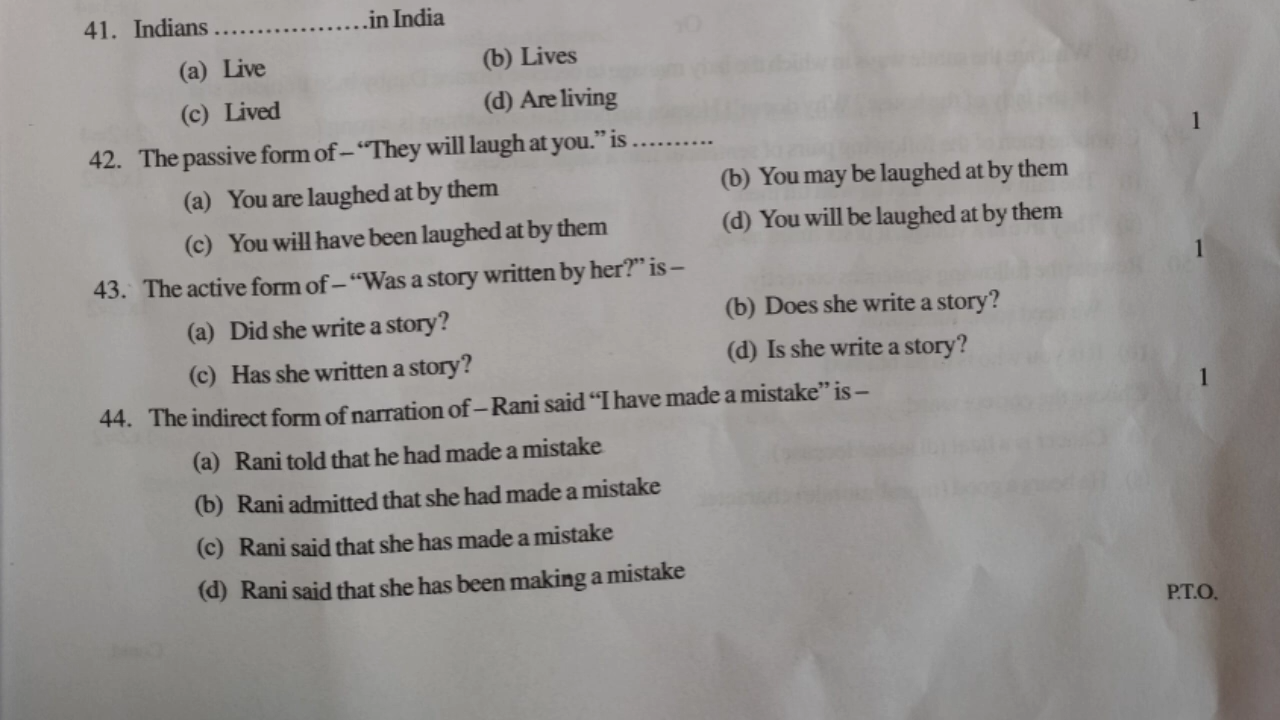 41. Indians ..................in India
(a) Live (b) Lives
(c) Lived (d) Are living
1
42. The passive form of – “They will laugh at you.” is ..........
(a) You are laughed at by them (b) You may be laughed at by them
(c) You will have been laughed at by them (d) You will be laughed at by them
1
43. The active form of – “Was a story written by her?” is –
(a) Did she write a story? (b) Does she write a story?
(c) Has she written a story? (d) Is she write a story?
1
44. The indirect form of narration of – Rani said “I have made a mistake” is –
(a) Rani told that he had made a mistake
(b) Rani admitted that she had made a mistake
(c) Rani said that she has made a mistake
(d) Rani said that she has been making a mistake
P.T.O.